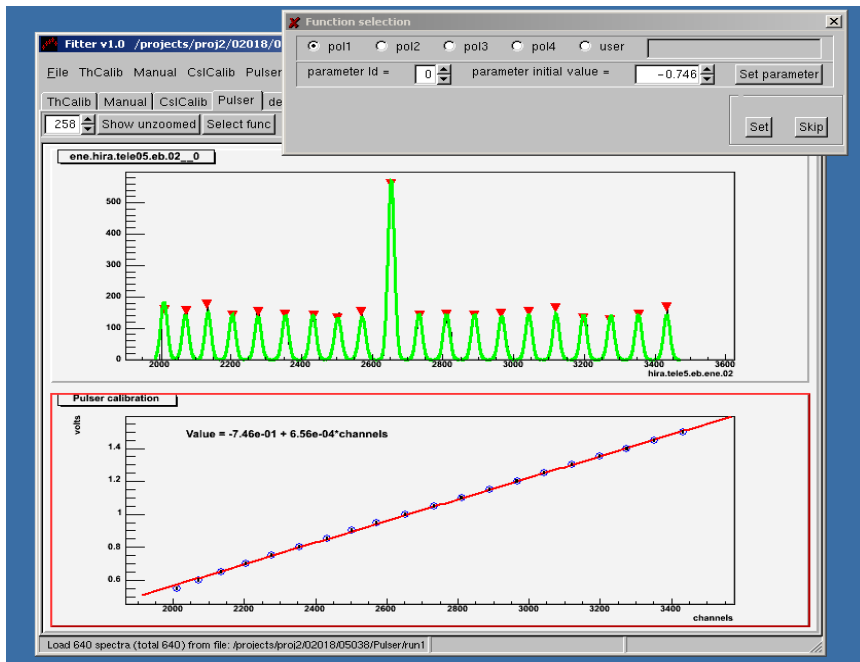 Function selection
pol1 pol2 pol3 pol4 user
parameter Id = 0 parameter initial value = -0.746 Set parameter
Set Skip
Fitter v1.0 /projects/proj2/02018/0
File ThCalib Manual CsICalib Pulser
ThCalib Manual CsICalib Pulser de
258 Show unzoomed Select func
ene.hira.tele05.eb.02__0
500
400
300
200
100
0
2000 2200 2400 2600 2800 3000 3200 3400 3600
hira.tele5.eb.ene.02
Pulser calibration
volts
Value = -7.46e-01 + 6.56e-04*channels
1.4
1.2
1
0.8
0.6
2000 2200 2400 2600 2800 3000 3200 3400
channels
Load 640 spectra (total 640) from file: /projects/proj2/02018/05038/Pulser/run1